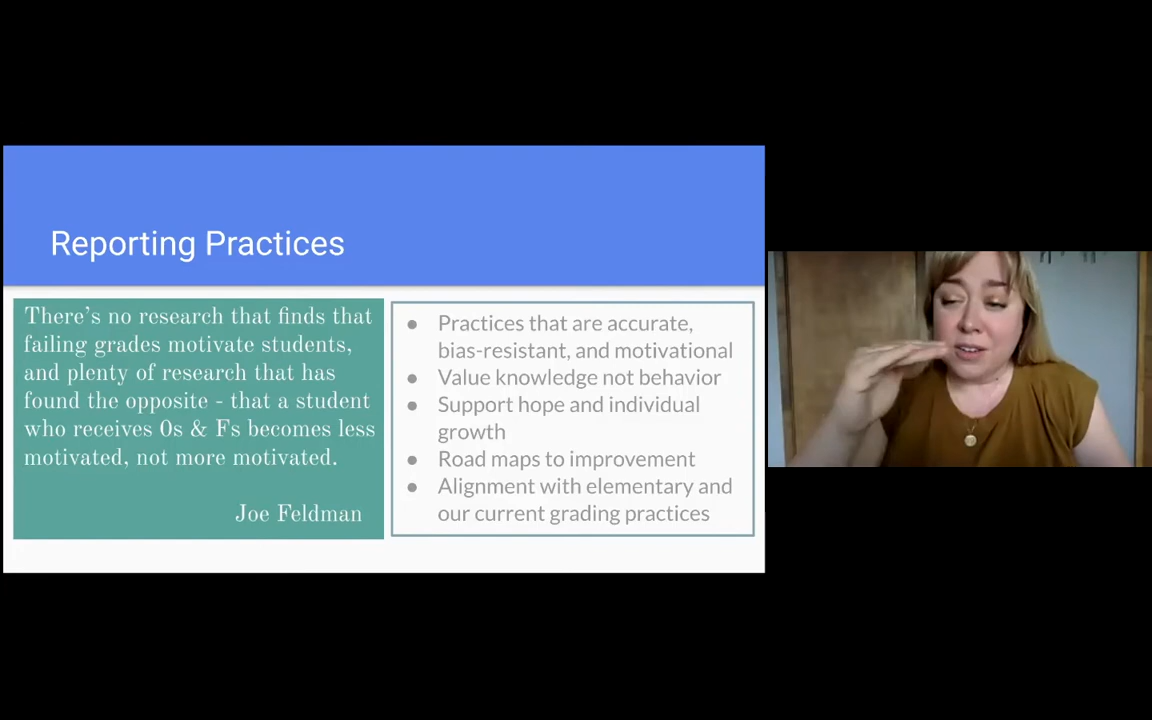 Reporting Practices
There's no research that finds that
failing grades motivate students,
and plenty of research that has
found the opposite - that a student
who receives 0s & Fs becomes less
motivated, not more motivated.
Joe Feldman
● Practices that are accurate,
bias-resistant, and motivational
● Value knowledge not behavior
● Support hope and individual
growth
● Road maps to improvement
● Alignment with elementary and
our current grading practices